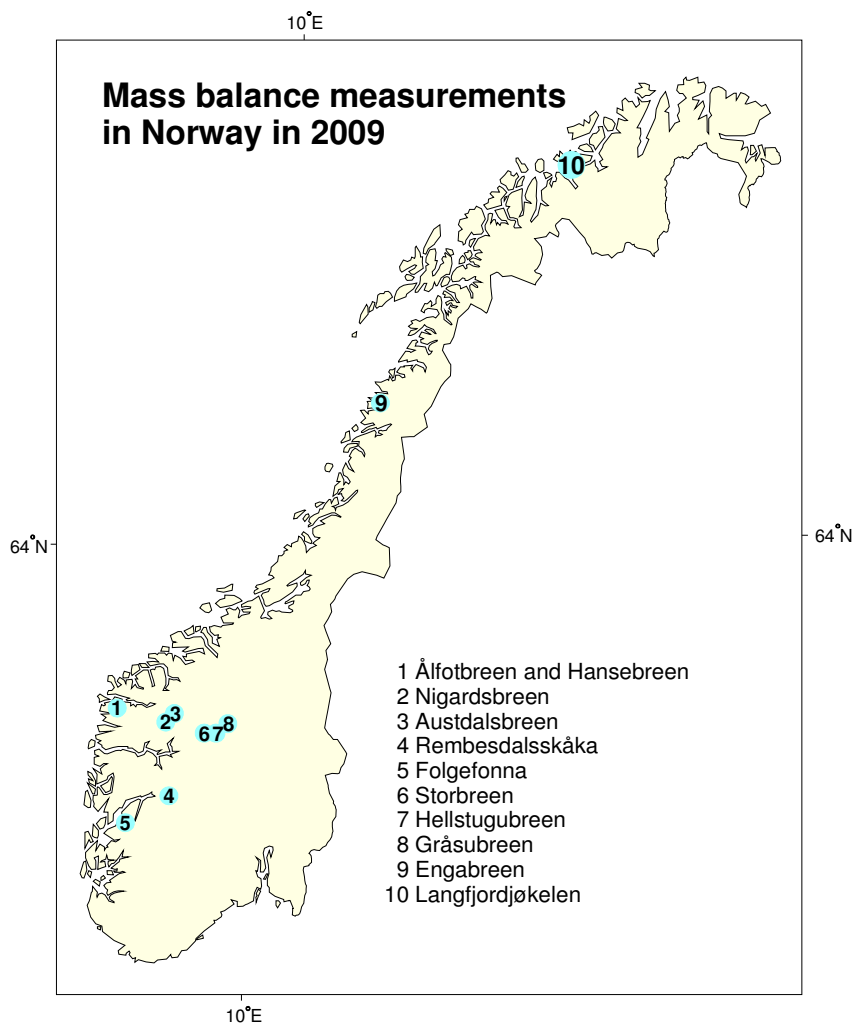 10°E
Mass balance measurements
in Norway in 2009
10
9
64°N
64°N
1 Ålfotbreen and Hansebreen
2 Nigardsbreen
3 Austdalsbreen
4 Rembesdalsskåka
5 Folgefonna
6 Storbreen
7 Hellstugubreen
8 Gråsubreen
9 Engabreen
10 Langfjordjøkelen
1
2
3
6
7
8
4
5
10°E